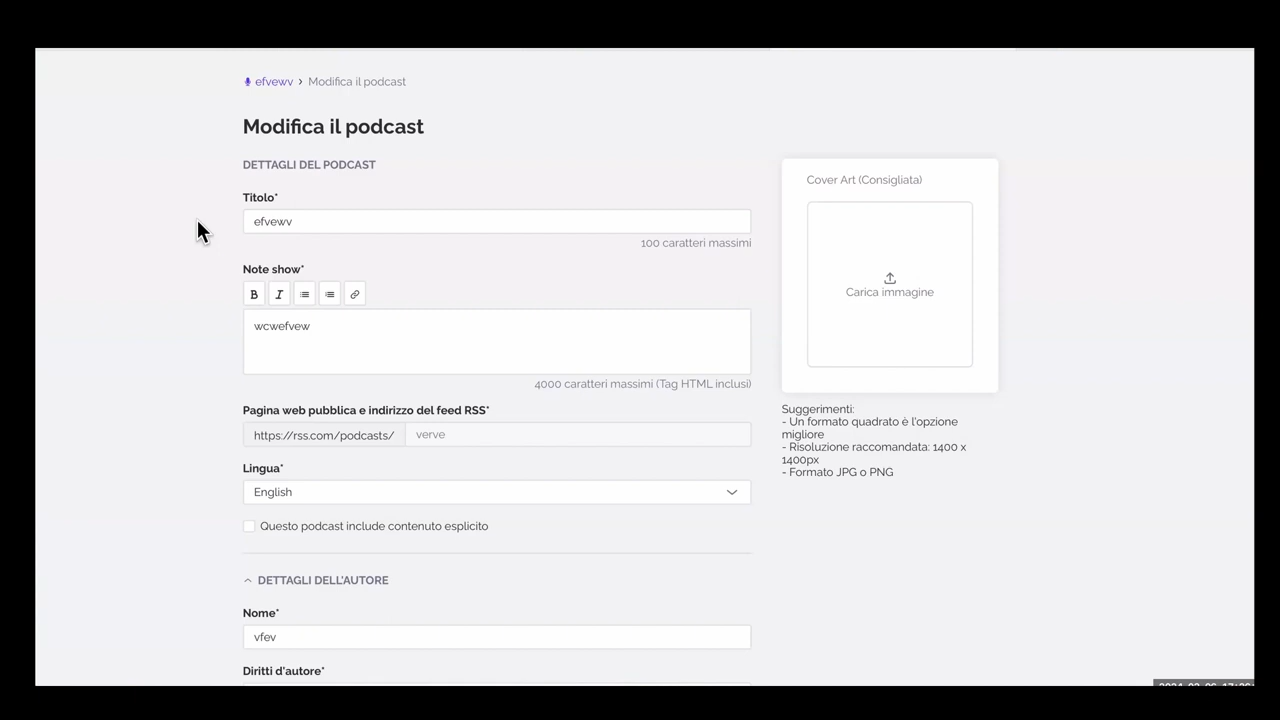 efvewv › Modifica il podcast
Modifica il podcast
DETTAGLI DEL PODCAST
Titolo*
efvewv
100 caratteri massimi
Note show*
B I
wcwefvew
4000 caratteri massimi (Tag HTML inclusi)
Pagina web pubblica e indirizzo del feed RSS*
https://rss.com/podcasts/ verve
Lingua*
English
Questo podcast include contenuto esplicito
DETTAGLI DELL'AUTORE
Nome*
vfev
Diritti d'autore*
Cover Art (Consigliata)
Carica immagine
Suggerimenti:
- Un formato quadrato è l'opzione
migliore
- Risoluzione raccomandata: 1400 x
1400px
- Formato JPG o PNG